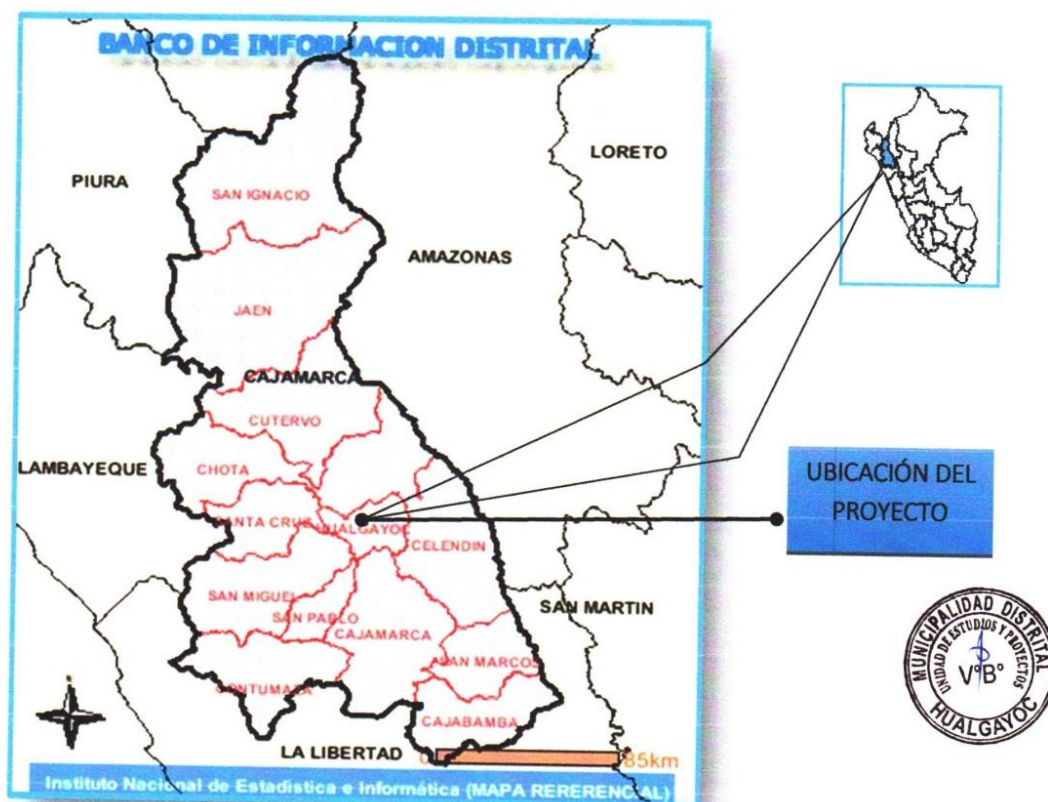 BANCO DE INFORMACION DISTRITAL
LORETO
PIURA
SAN IGNACIO
AMAZONAS
JAEN
CAJAMARCA
CUTERVO
LAMBAYEQUE
CHOTA
UBICACIÓN DEL
PROYECTO
SANTA CRUZ
HUALGAYOC
CELENDIN
SAN MIGUEL
SAN PABLO
SAN MARTIN
CAJAMARCA
SAN MARCOS
CONTUMAZA
CAJABAMBA
LA LIBERTAD
0
85km
Instituto Nacional de Estadística e Informática (MAPA RERERENCIAL)
MUNICIPALIDAD DISTRITAL
UNIDAD DE ESTUDIOS Y PROYECTOS
V°B°
HUALGAYOC